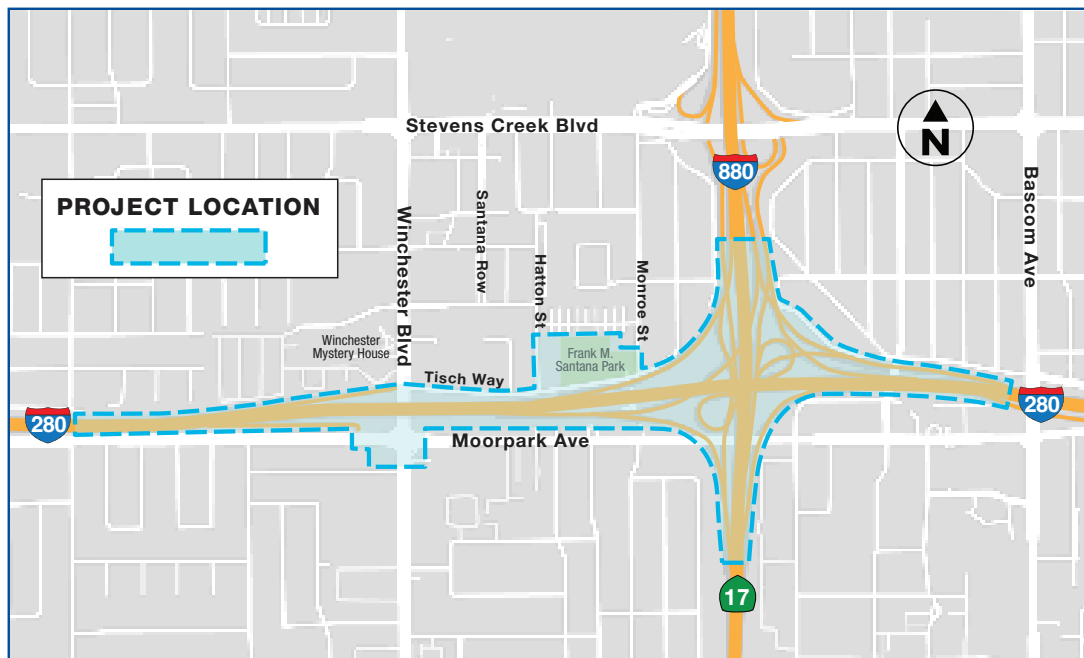 Stevens Creek Blvd
N
880
PROJECT LOCATION
Winchester Blvd
Santana Row
Hatton St
Monroe St
Bascom Ave
Winchester
Mystery House
Frank M.
Santana Park
Tisch Way
280
280
Moorpark Ave
17